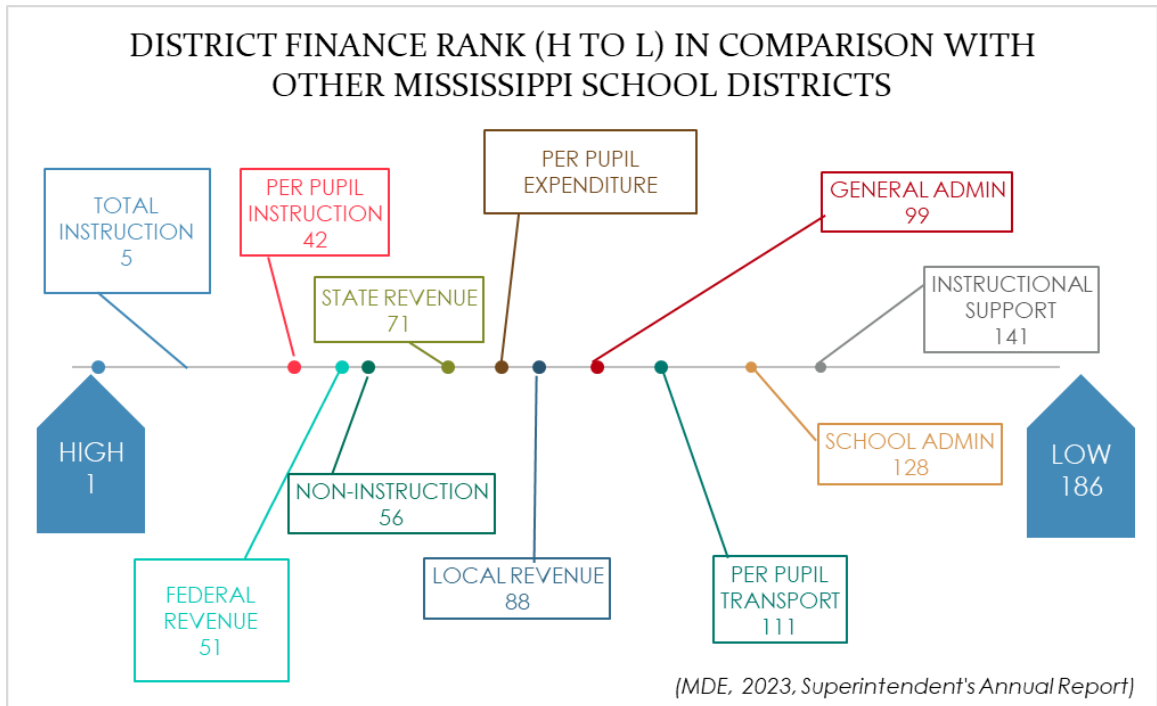 DISTRICT FINANCE RANK (H TO L) IN COMPARISON WITH
OTHER MISSISSIPPI SCHOOL DISTRICTS
TOTAL
INSTRUCTION
5
PER PUPIL
INSTRUCTION
42
STATE REVENUE
71
PER PUPIL
EXPENDITURE
GENERAL ADMIN
99
INSTRUCTIONAL
SUPPORT
141
HIGH
1
FEDERAL
REVENUE
51
NON-INSTRUCTION
56
LOCAL REVENUE
88
PER PUPIL
TRANSPORT
111
SCHOOL ADMIN
128
LOW
186
(MDE, 2023, Superintendent's Annual Report)